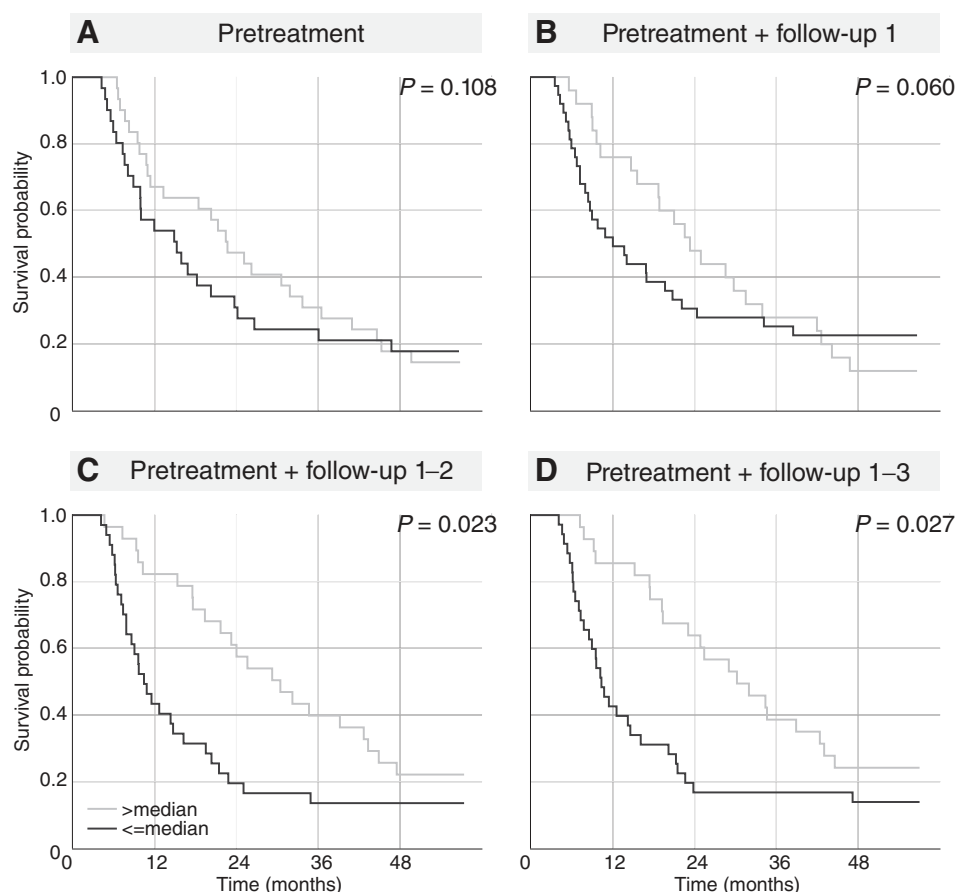 A Pretreatment
B Pretreatment + follow-up 1
P = 0.108
P = 0.060
Survival probability
1.0
0.8
0.6
0.4
0.2
0
C Pretreatment + follow-up 1–2
D Pretreatment + follow-up 1–3
P = 0.023
P = 0.027
Survival probability
1.0
0.8
0.6
0.4
0.2
0
>median
<=median
12 24 36 48
0 12 24 36 48
Time (months)
Time (months)